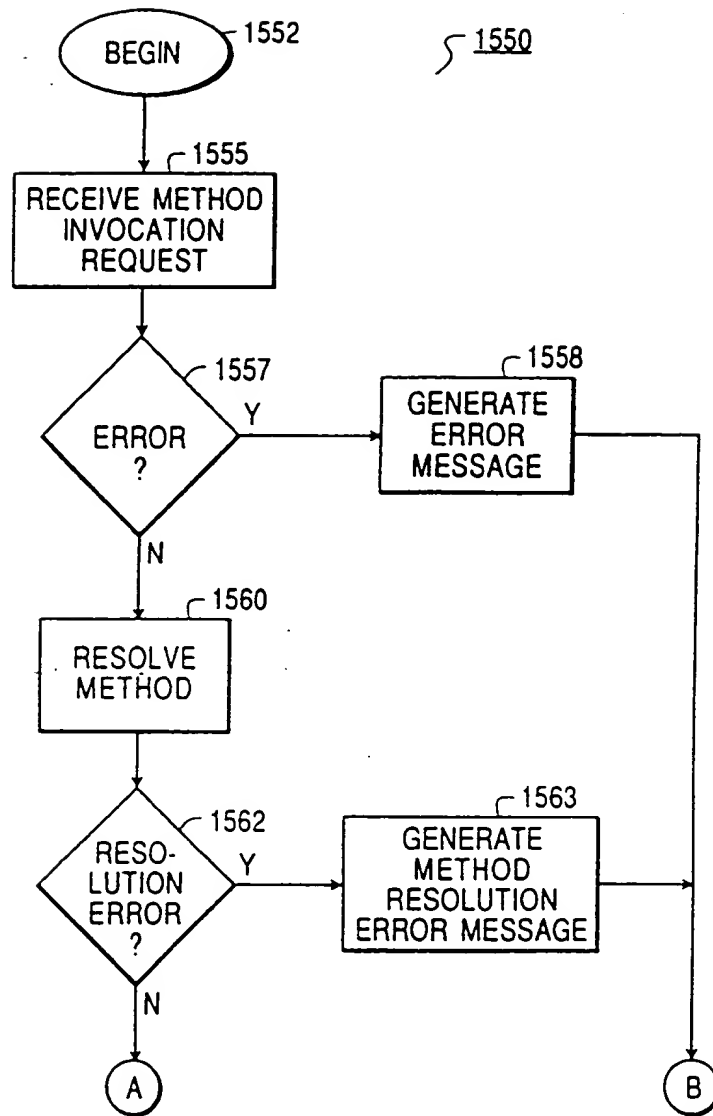 BEGIN
1552
1550
1555
RECEIVE METHOD
INVOCATION
REQUEST
1557
ERROR
?
Y
1558
GENERATE
ERROR
MESSAGE
N
1560
RESOLVE
METHOD
1562
RESO-
LUTION
ERROR
?
Y
1563
GENERATE
METHOD
RESOLUTION
ERROR MESSAGE
N
A
B